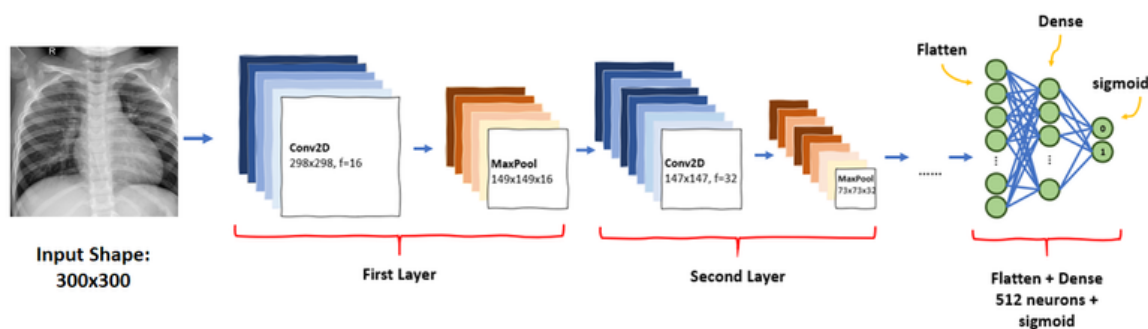 R
Input Shape:
300x300
Conv2D
298x298, f=16
MaxPool
149x149x16
First Layer
Conv2D
147x147, f=32
MaxPool
73x73x32
Second Layer
......
Flatten
Dense
sigmoid
0
1
Flatten + Dense
512 neurons +
sigmoid